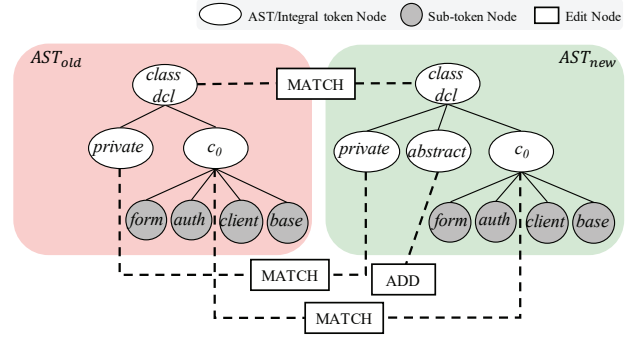 AST/Integral token Node Sub-token Node Edit Node
AST_old AST_new
class
dcl
MATCH
class
dcl
private c_0 private abstract c_0
form auth client base form auth client base
MATCH ADD
MATCH